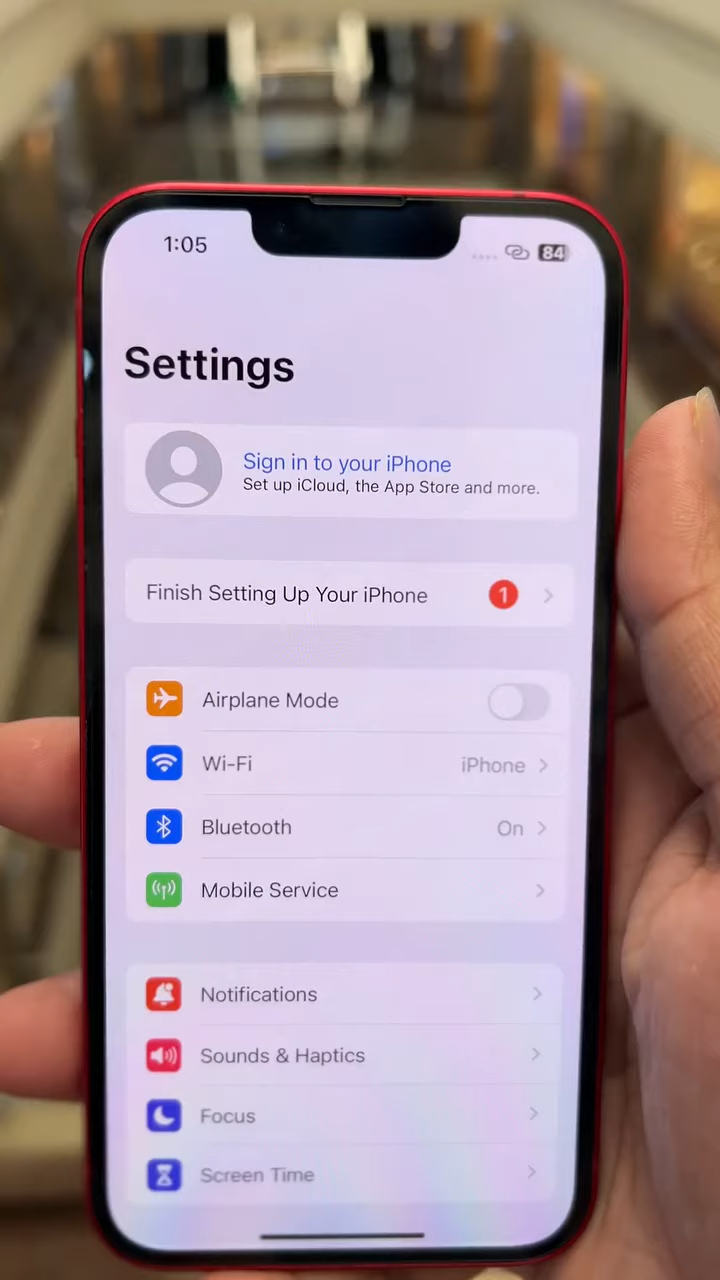 1:05
84
Settings
Sign in to your iPhone
Set up iCloud, the App Store and more.
Finish Setting Up Your iPhone 1
Airplane Mode
Wi-Fi iPhone
Bluetooth On
Mobile Service
Notifications
Sounds & Haptics
Focus
Screen Time